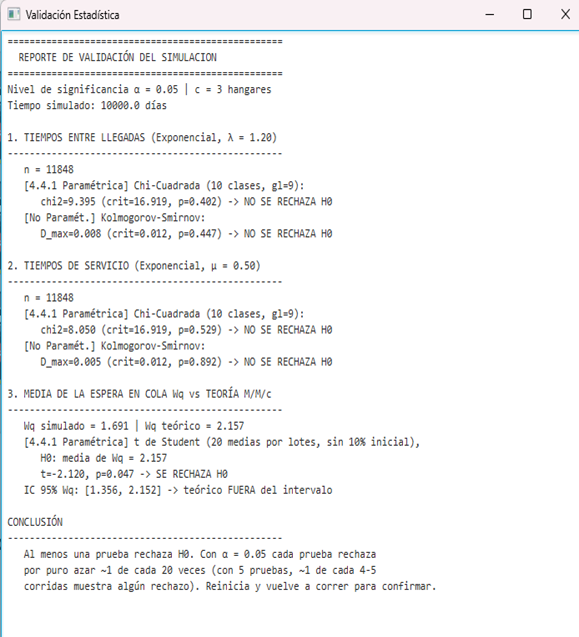 Validación Estadística
==================================================
REPORTE DE VALIDACIÓN DEL SIMULACION
==================================================
Nivel de significancia α = 0.05 | c = 3 hangares
Tiempo simulado: 10000.0 días
1. TIEMPOS ENTRE LLEGADAS (Exponencial, λ = 1.20)
--------------------------------------------------
n = 11848
[4.4.1 Paramétrica] Chi-Cuadrada (10 clases, gl=9):
chi2=9.395 (crit=16.919, p=0.402) -> NO SE RECHAZA H0
[No Paramét.] Kolmogorov-Smirnov:
D_max=0.008 (crit=0.012, p=0.447) -> NO SE RECHAZA H0
2. TIEMPOS DE SERVICIO (Exponencial, μ = 0.50)
--------------------------------------------------
n = 11848
[4.4.1 Paramétrica] Chi-Cuadrada (10 clases, gl=9):
chi2=8.050 (crit=16.919, p=0.529) -> NO SE RECHAZA H0
[No Paramét.] Kolmogorov-Smirnov:
D_max=0.005 (crit=0.012, p=0.892) -> NO SE RECHAZA H0
3. MEDIA DE LA ESPERA EN COLA Wq vs TEORÍA M/M/c
--------------------------------------------------
Wq simulado = 1.691 | Wq teórico = 2.157
[4.4.1 Paramétrica] t de Student (20 medias por lotes, sin 10% inicial),
H0: media de Wq = 2.157
t=-2.120, p=0.047 -> SE RECHAZA H0
IC 95% Wq: [1.356, 2.152] -> teórico FUERA del intervalo
CONCLUSIÓN
--------------------------------------------------
Al menos una prueba rechaza H0. Con α = 0.05 cada prueba rechaza
por puro azar ~1 de cada 20 veces (con 5 pruebas, ~1 de cada 4-5
corridas muestra algún rechazo). Reinicia y vuelve a correr para confirmar.